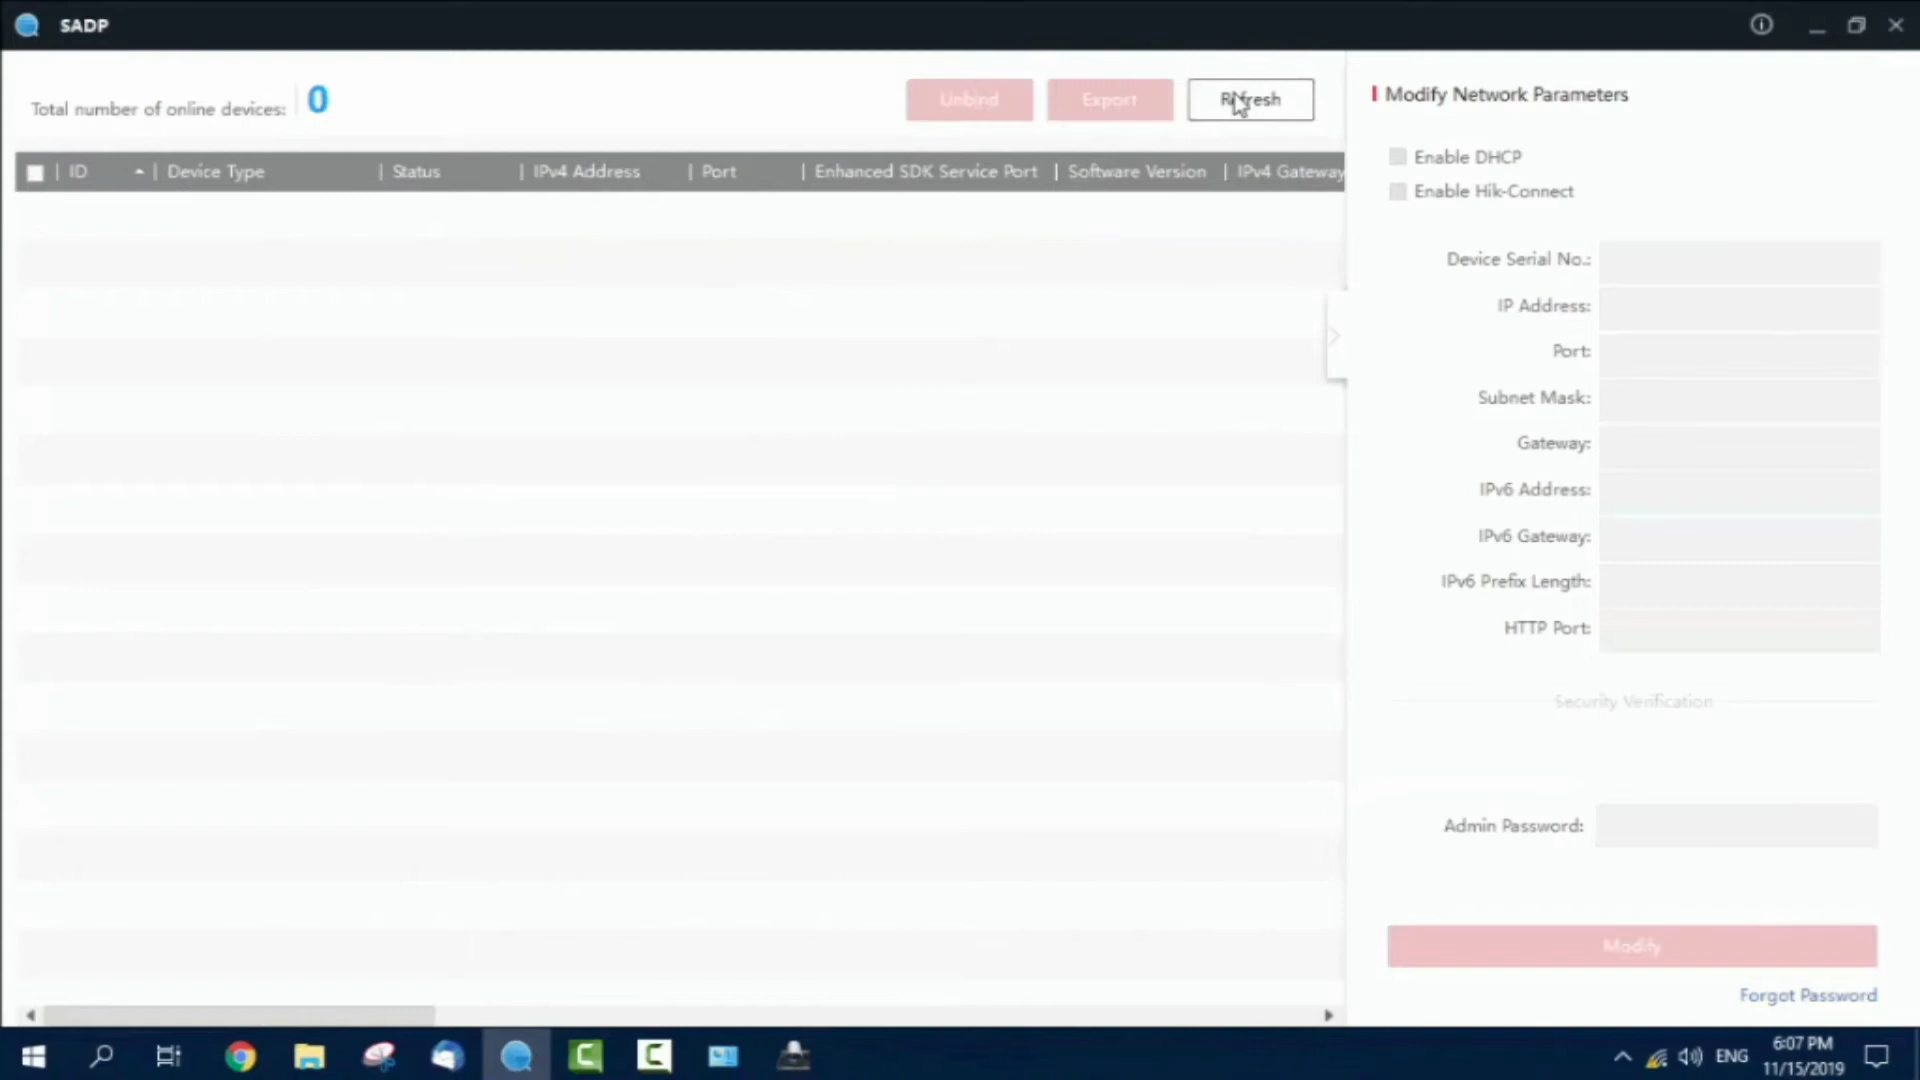 SADP
Total number of online devices: 0
Unbind Export Refresh
ID Device Type Status IPv4 Address Port Enhanced SDK Service Port Software Version IPv4 Gateway
Modify Network Parameters
Enable DHCP
Enable Hik-Connect
Device Serial No.:
IP Address:
Port:
Subnet Mask:
Gateway:
IPv6 Address:
IPv6 Gateway:
IPv6 Prefix Length:
HTTP Port:
Security Verification
Admin Password:
Modify
Forgot Password
ENG
6:07 PM
11/15/2019